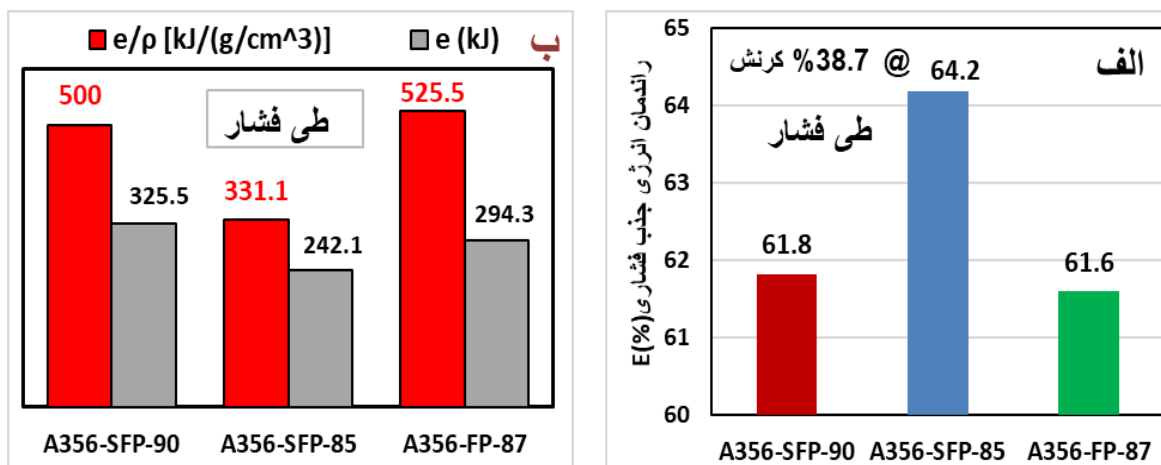 e/ρ [kJ/(g/cm^3)]
e (kJ)
ب
500
325.5
طی فشار
331.1
242.1
525.5
294.3
A356-SFP-90
A356-SFP-85
A356-FP-87
راندمان انرژی جذب فشاری(%)E
65
64
63
62
61
60
@ 38.7% کرنش
الف
طی فشار
61.8
64.2
61.6
A356-SFP-90
A356-SFP-85
A356-FP-87